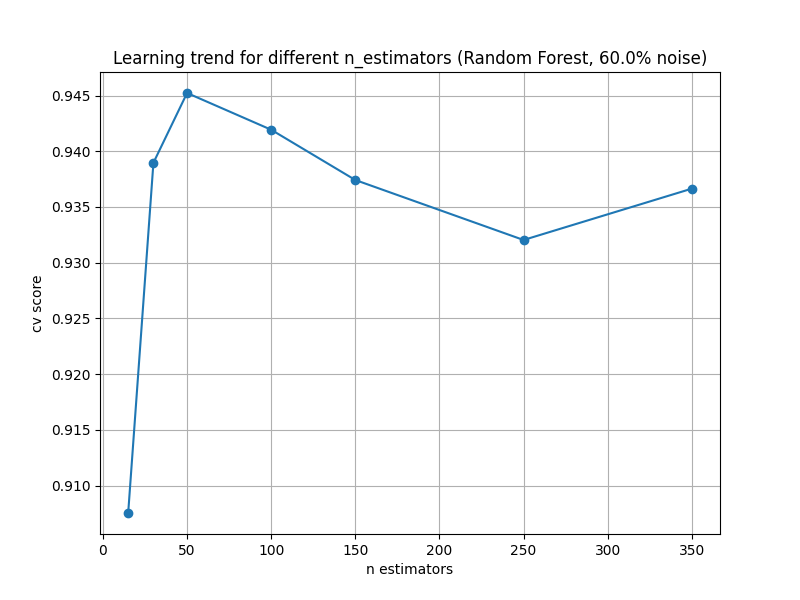 Learning trend for different n_estimators (Random Forest, 60.0% noise)
cv score
0.945
0.940
0.935
0.930
0.925
0.920
0.915
0.910
0 50 100 150 200 250 300 350
n estimators